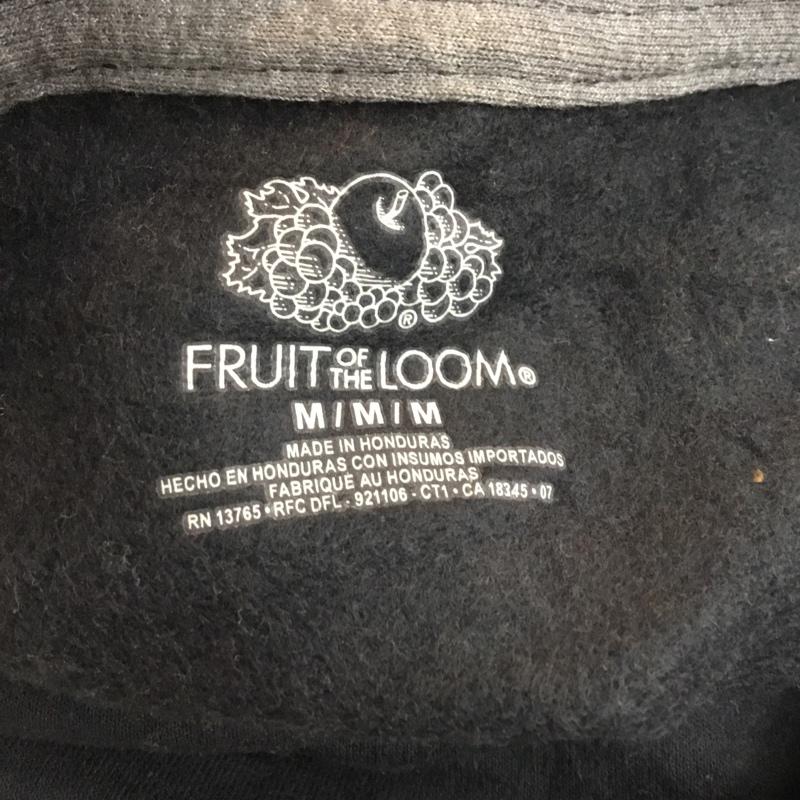 ®
FRUIT OF THE LOOM®
M / M / M
MADE IN HONDURAS
HECHO EN HONDURAS CON INSUMOS IMPORTADOS
FABRIQUE AU HONDURAS
RN 13765 • RFC DFL - 921106 - CT1 • CA 18345 • 07